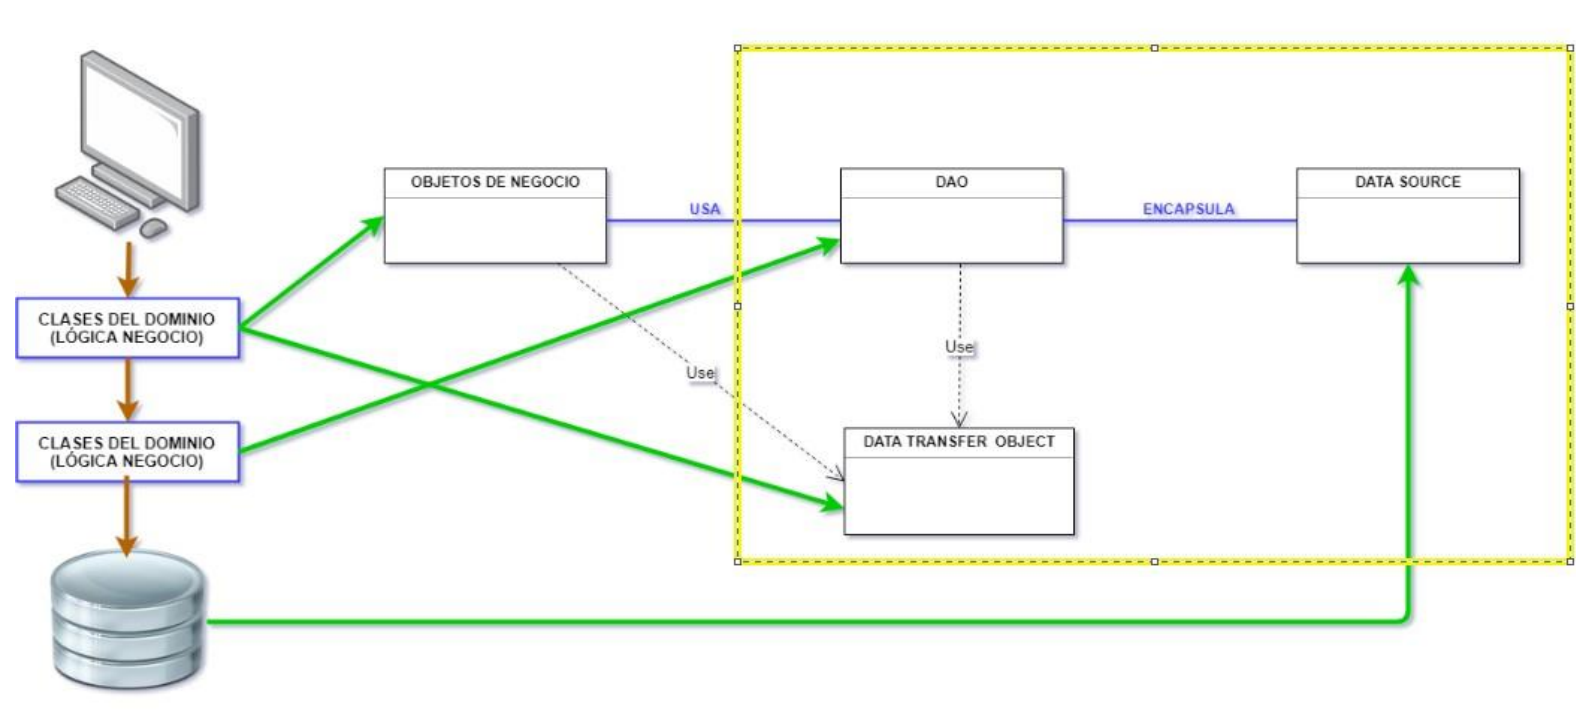 OBJETOS DE NEGOCIO
DAO
DATA SOURCE
USA
ENCAPSULA
CLASES DEL DOMINIO
(LÓGICA NEGOCIO)
Use
Use
CLASES DEL DOMINIO
(LÓGICA NEGOCIO)
DATA TRANSFER OBJECT